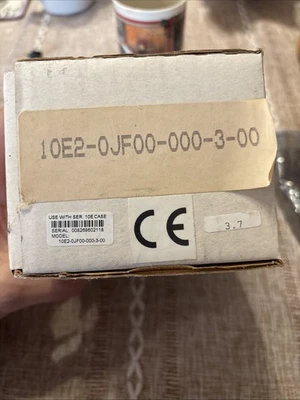 10E2-0JF00-000-3-00
USE WITH SER. 10E CASE
SERIAL: 008269602118
MODEL:
10E2-0JF00-000-3-00
CE
3.7